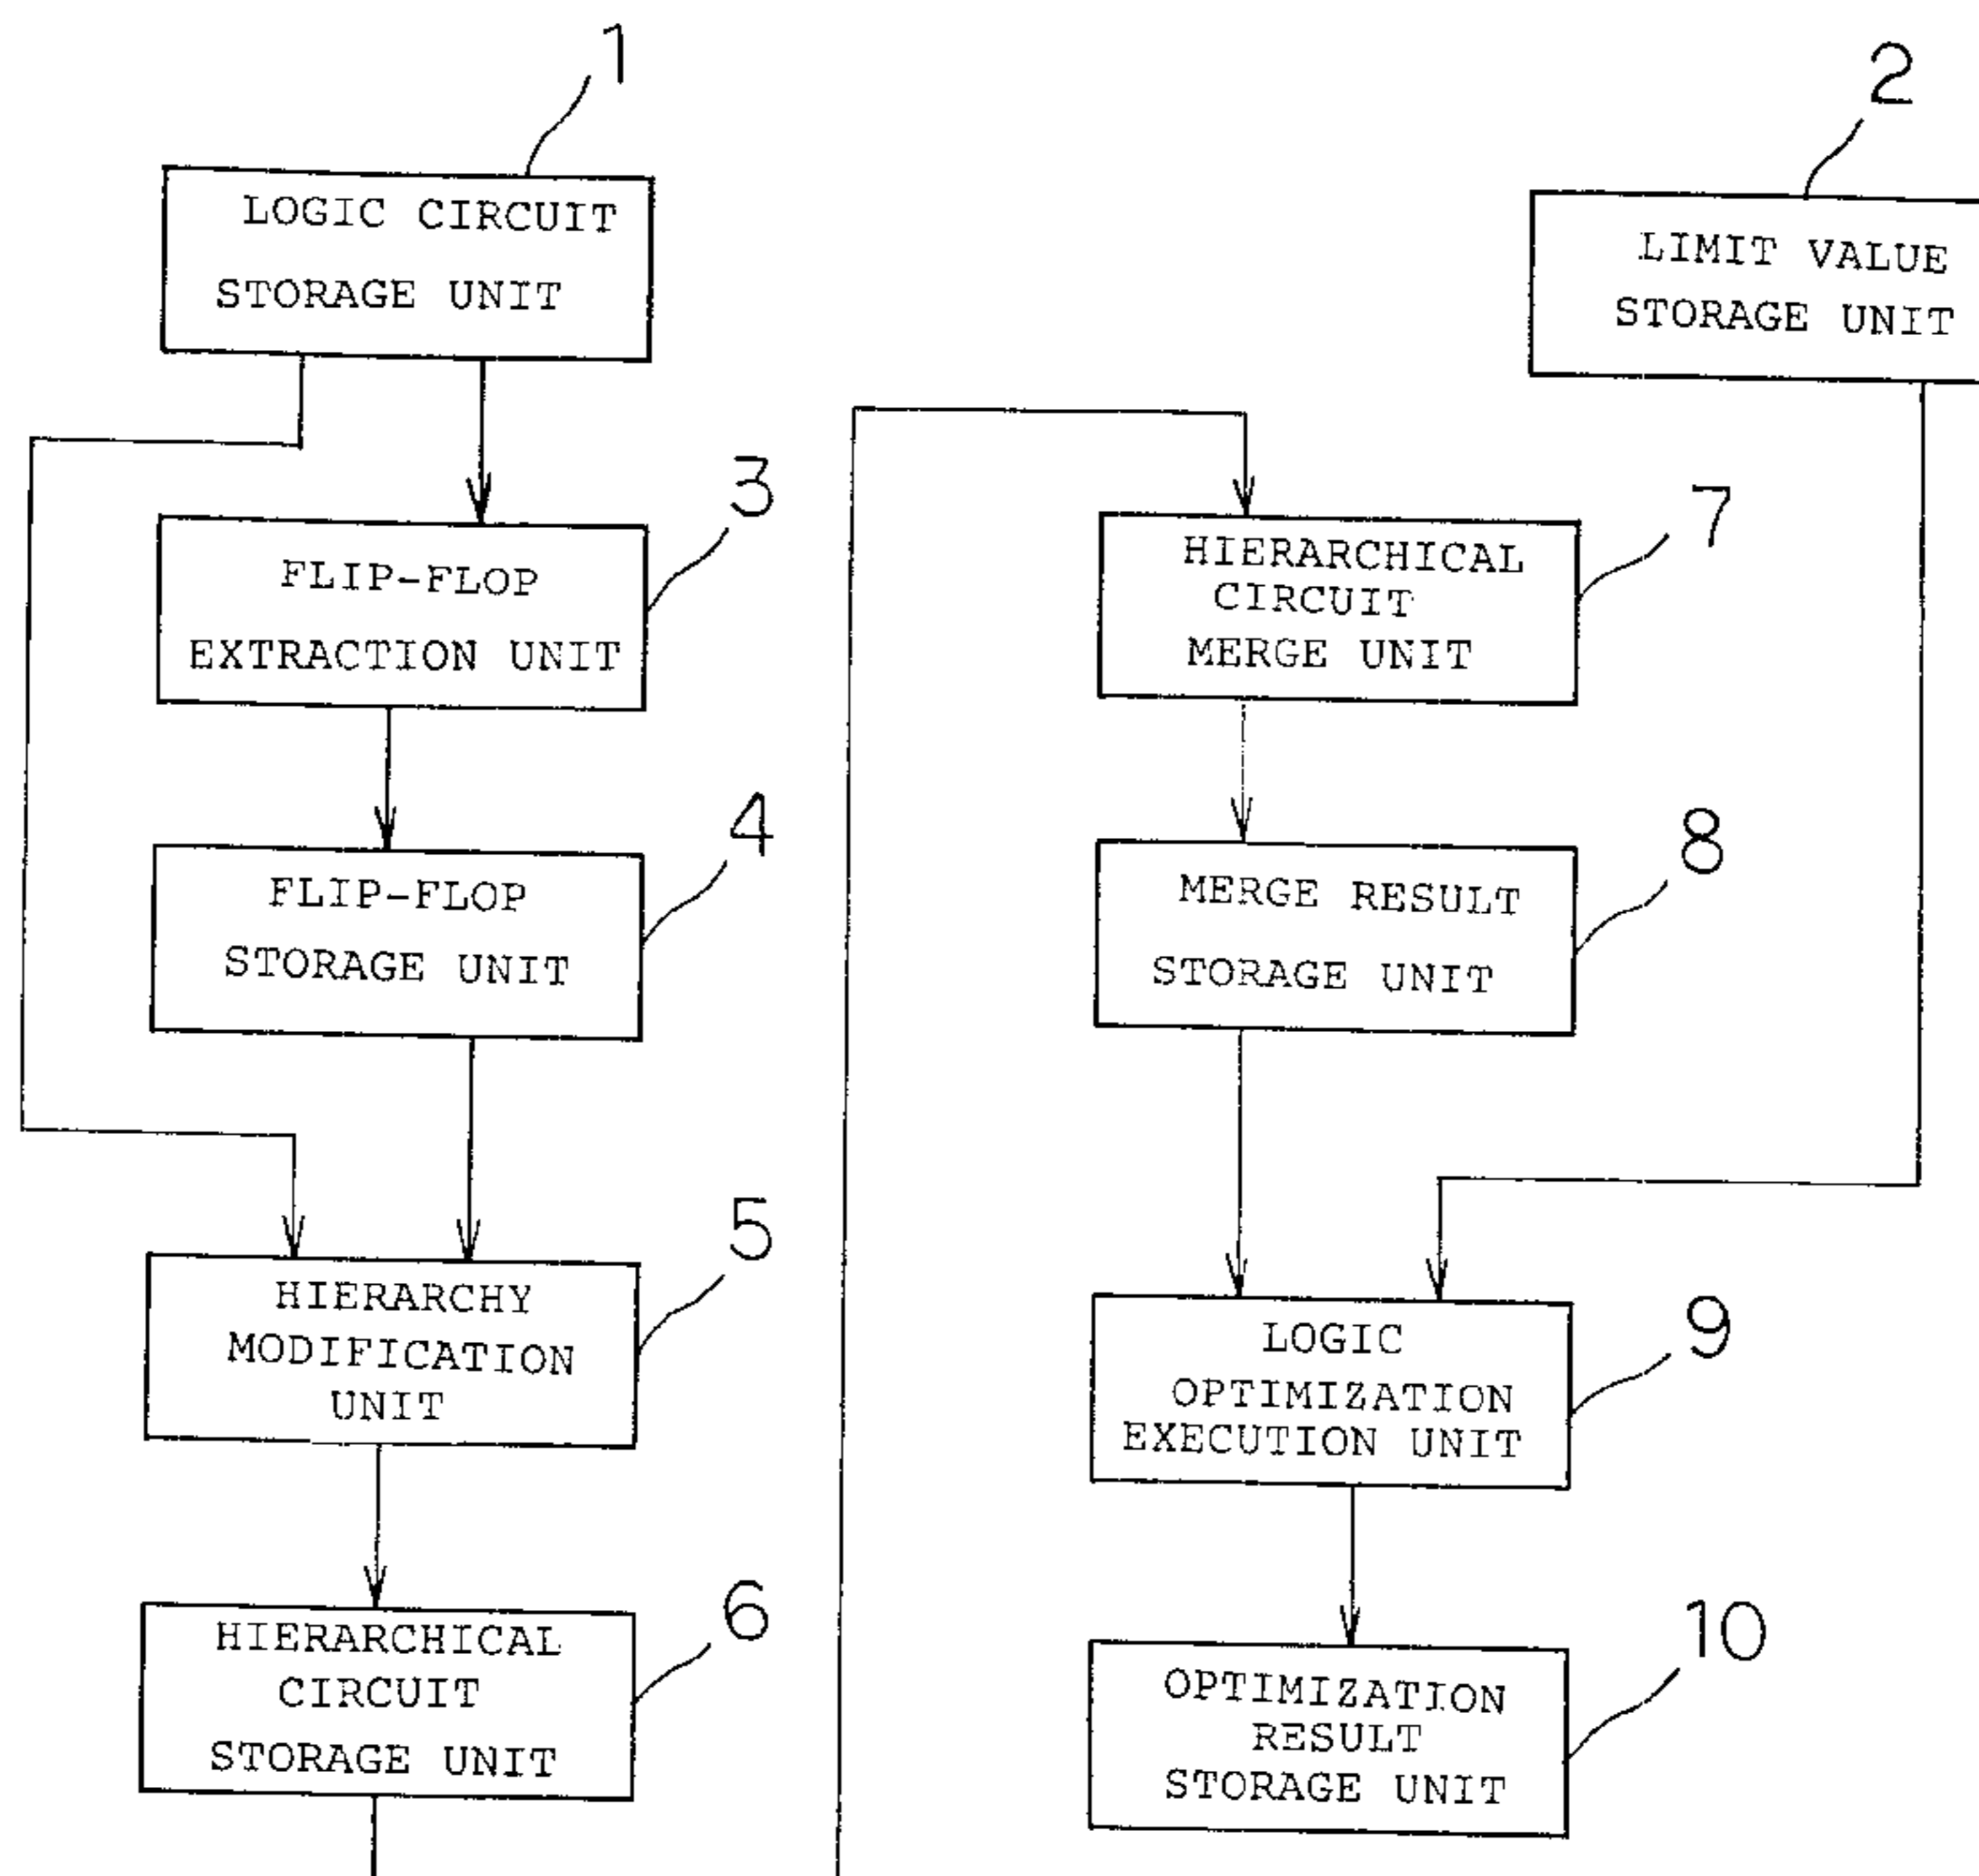 1
LOGIC CIRCUIT
STORAGE UNIT
2
LIMIT VALUE
STORAGE UNIT
3
FLIP-FLOP
EXTRACTION UNIT
4
FLIP-FLOP
STORAGE UNIT
5
HIERARCHY
MODIFICATION
UNIT
6
HIERARCHICAL
CIRCUIT
STORAGE UNIT
7
HIERARCHICAL
CIRCUIT
MERGE UNIT
8
MERGE RESULT
STORAGE UNIT
9
LOGIC
OPTIMIZATION
EXECUTION UNIT
10
OPTIMIZATION
RESULT
STORAGE UNIT